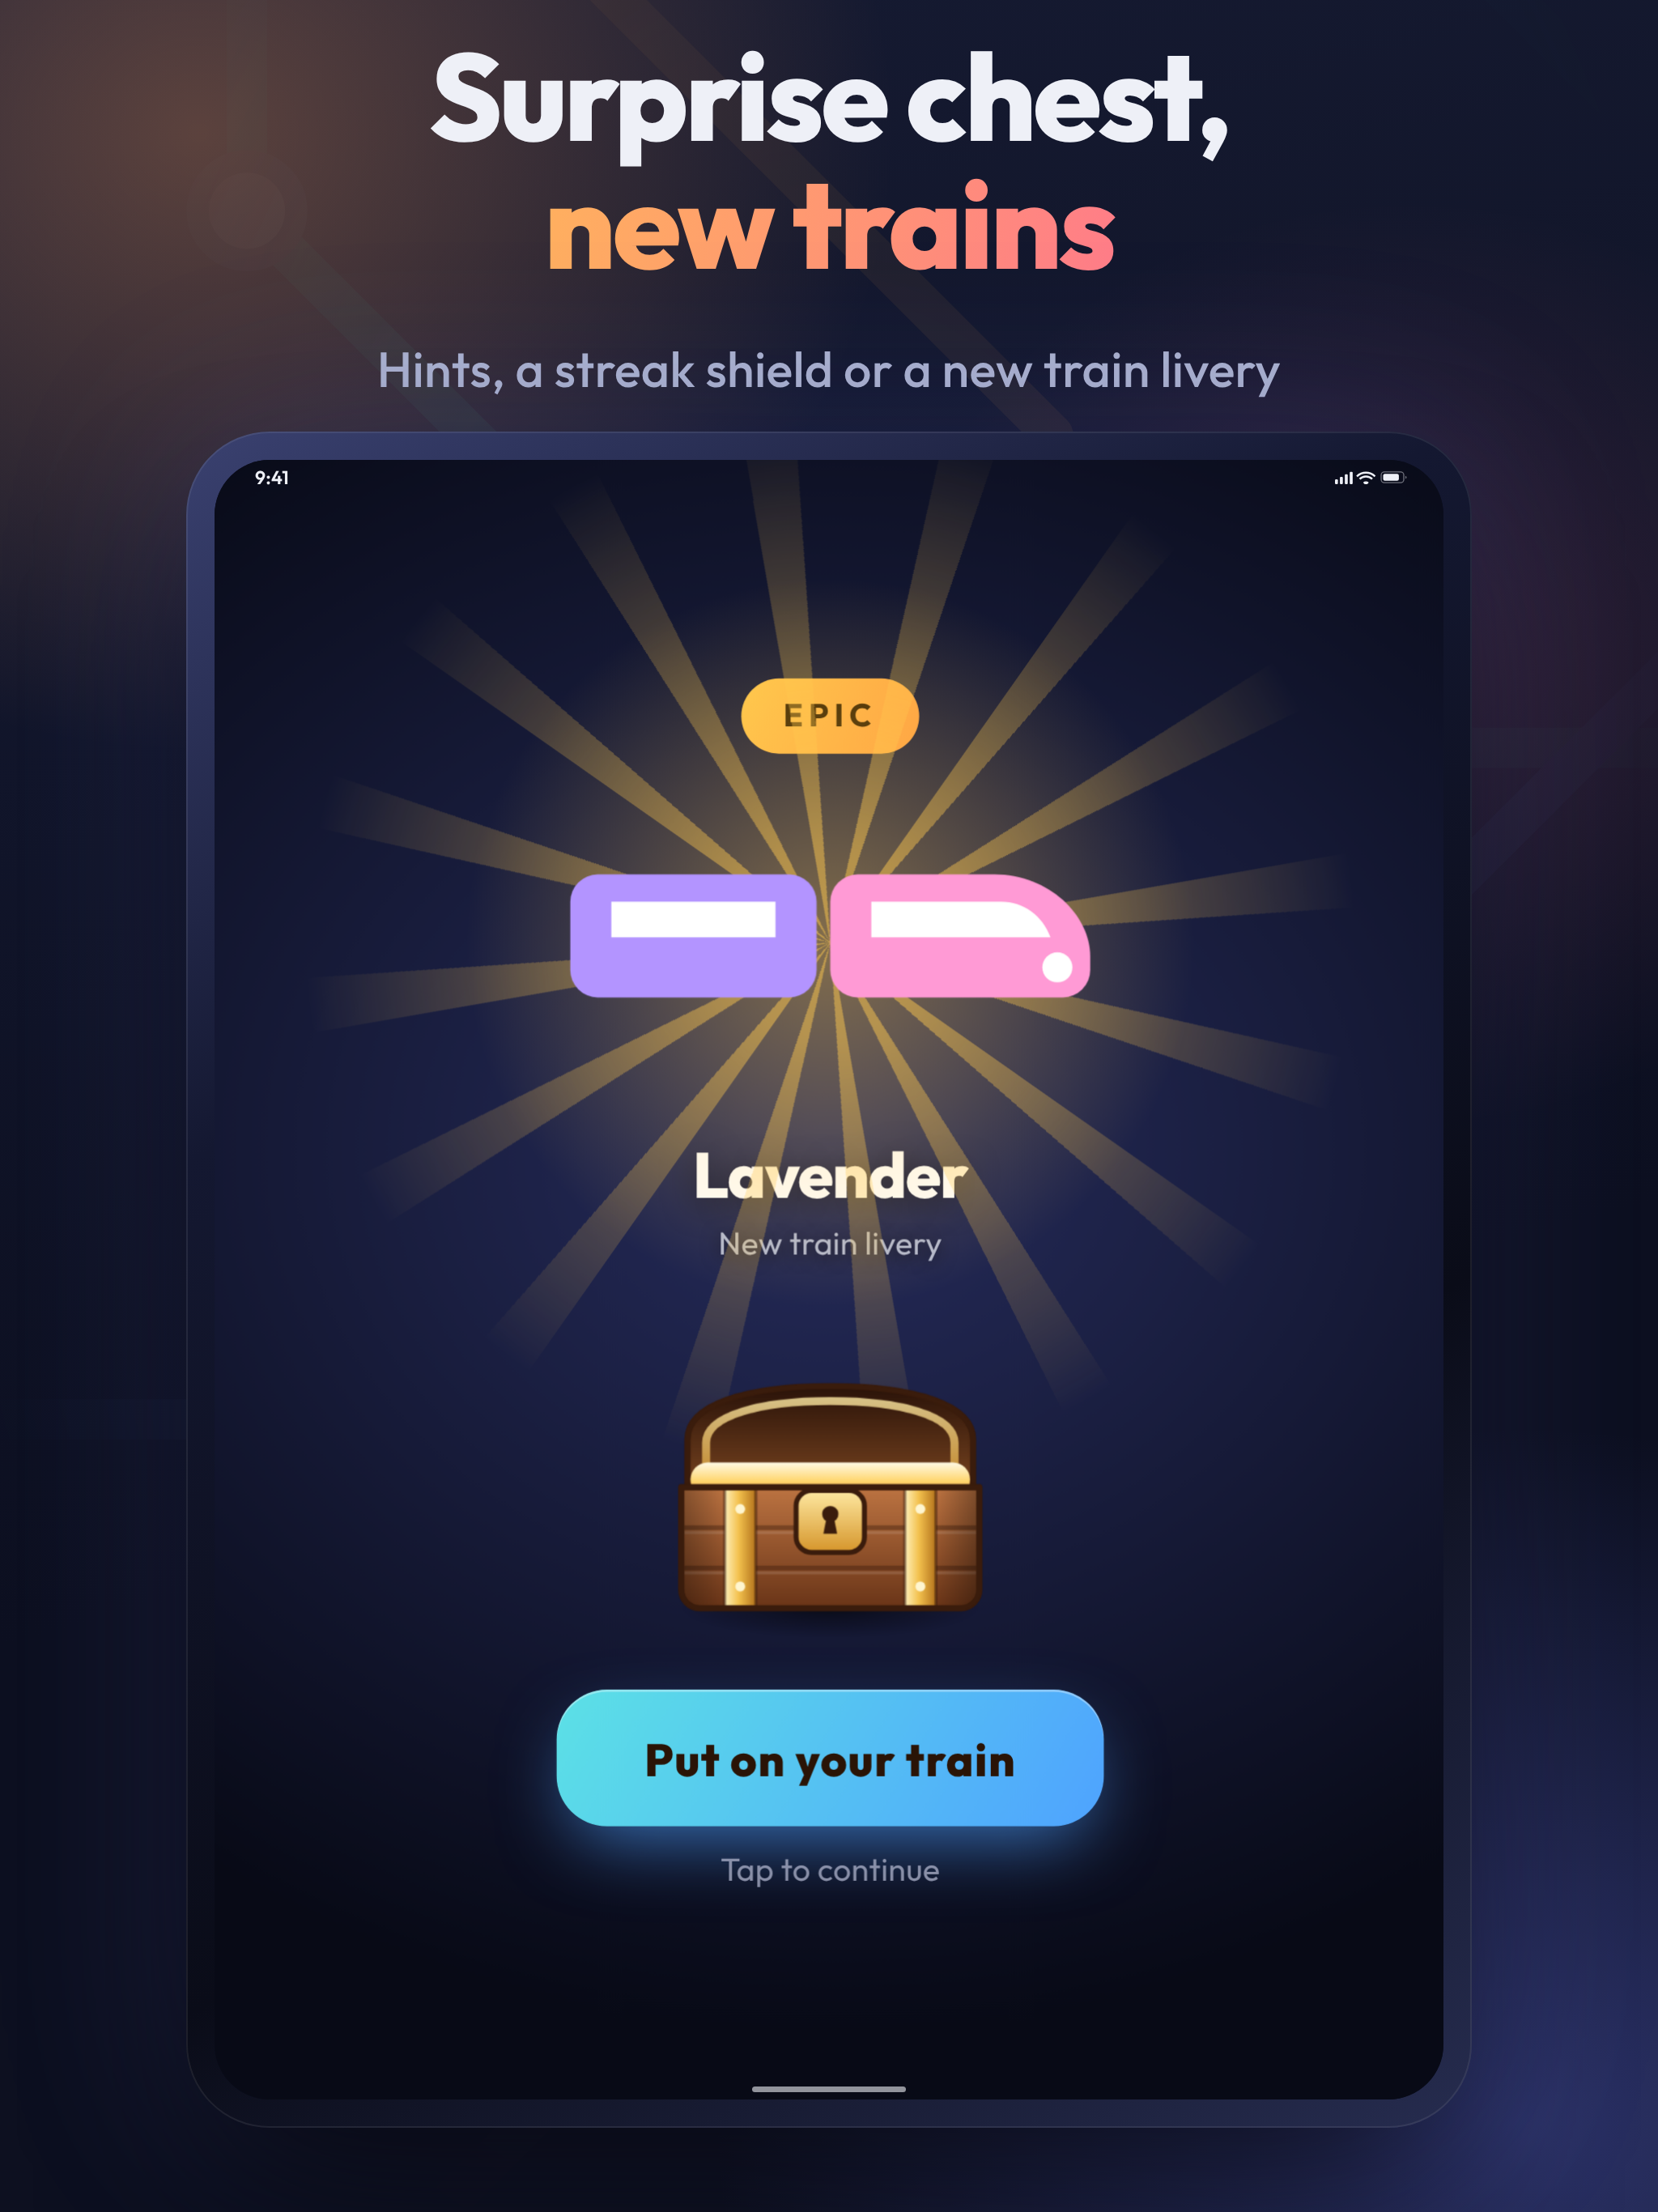 Surprise chest,
new trains
Hints, a streak shield or a new train livery
9:41
EPIC
Lavender
New train livery
Put on your train
Tap to continue